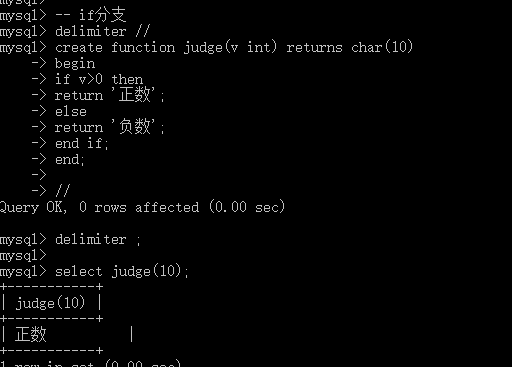 mysql>
mysql> -- if分支
mysql> delimiter //
mysql> create function judge(v int) returns char(10)
    -> begin
    -> if v>0 then
    -> return '正数';
    -> else
    -> return '负数';
    -> end if;
    -> end;
    ->
    -> //
Query OK, 0 rows affected (0.00 sec)
mysql> delimiter ;
mysql>
mysql> select judge(10);
+-----------+
| judge(10) |
+-----------+
| 正数          |
+-----------+
1 row in set (0.00 sec)